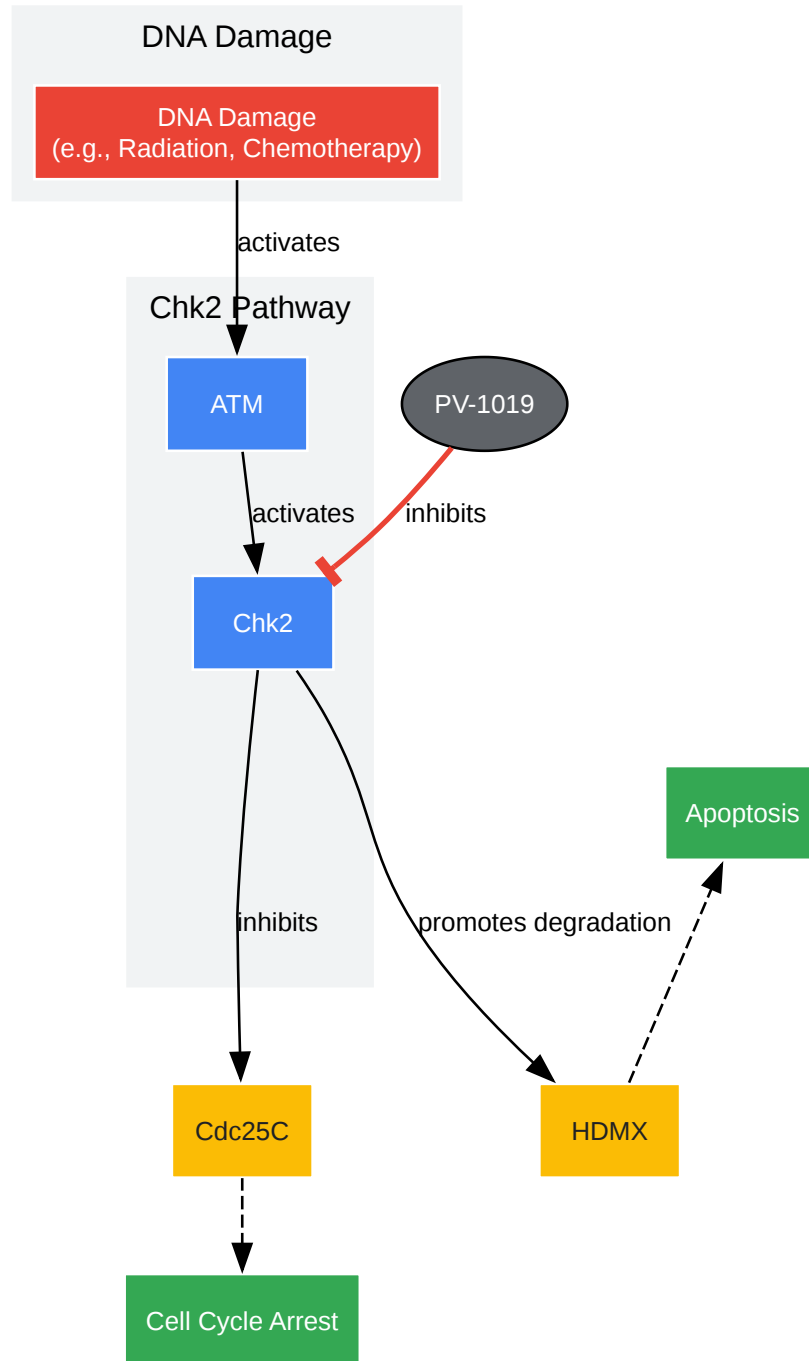 DNA Damage
DNA Damage
(e.g., Radiation, Chemotherapy)
activates
Chk2 Pathway
ATM
PV-1019
activates
inhibits
Chk2
Apoptosis
inhibits
promotes degradation
Cdc25C
HDMX
Cell Cycle Arrest